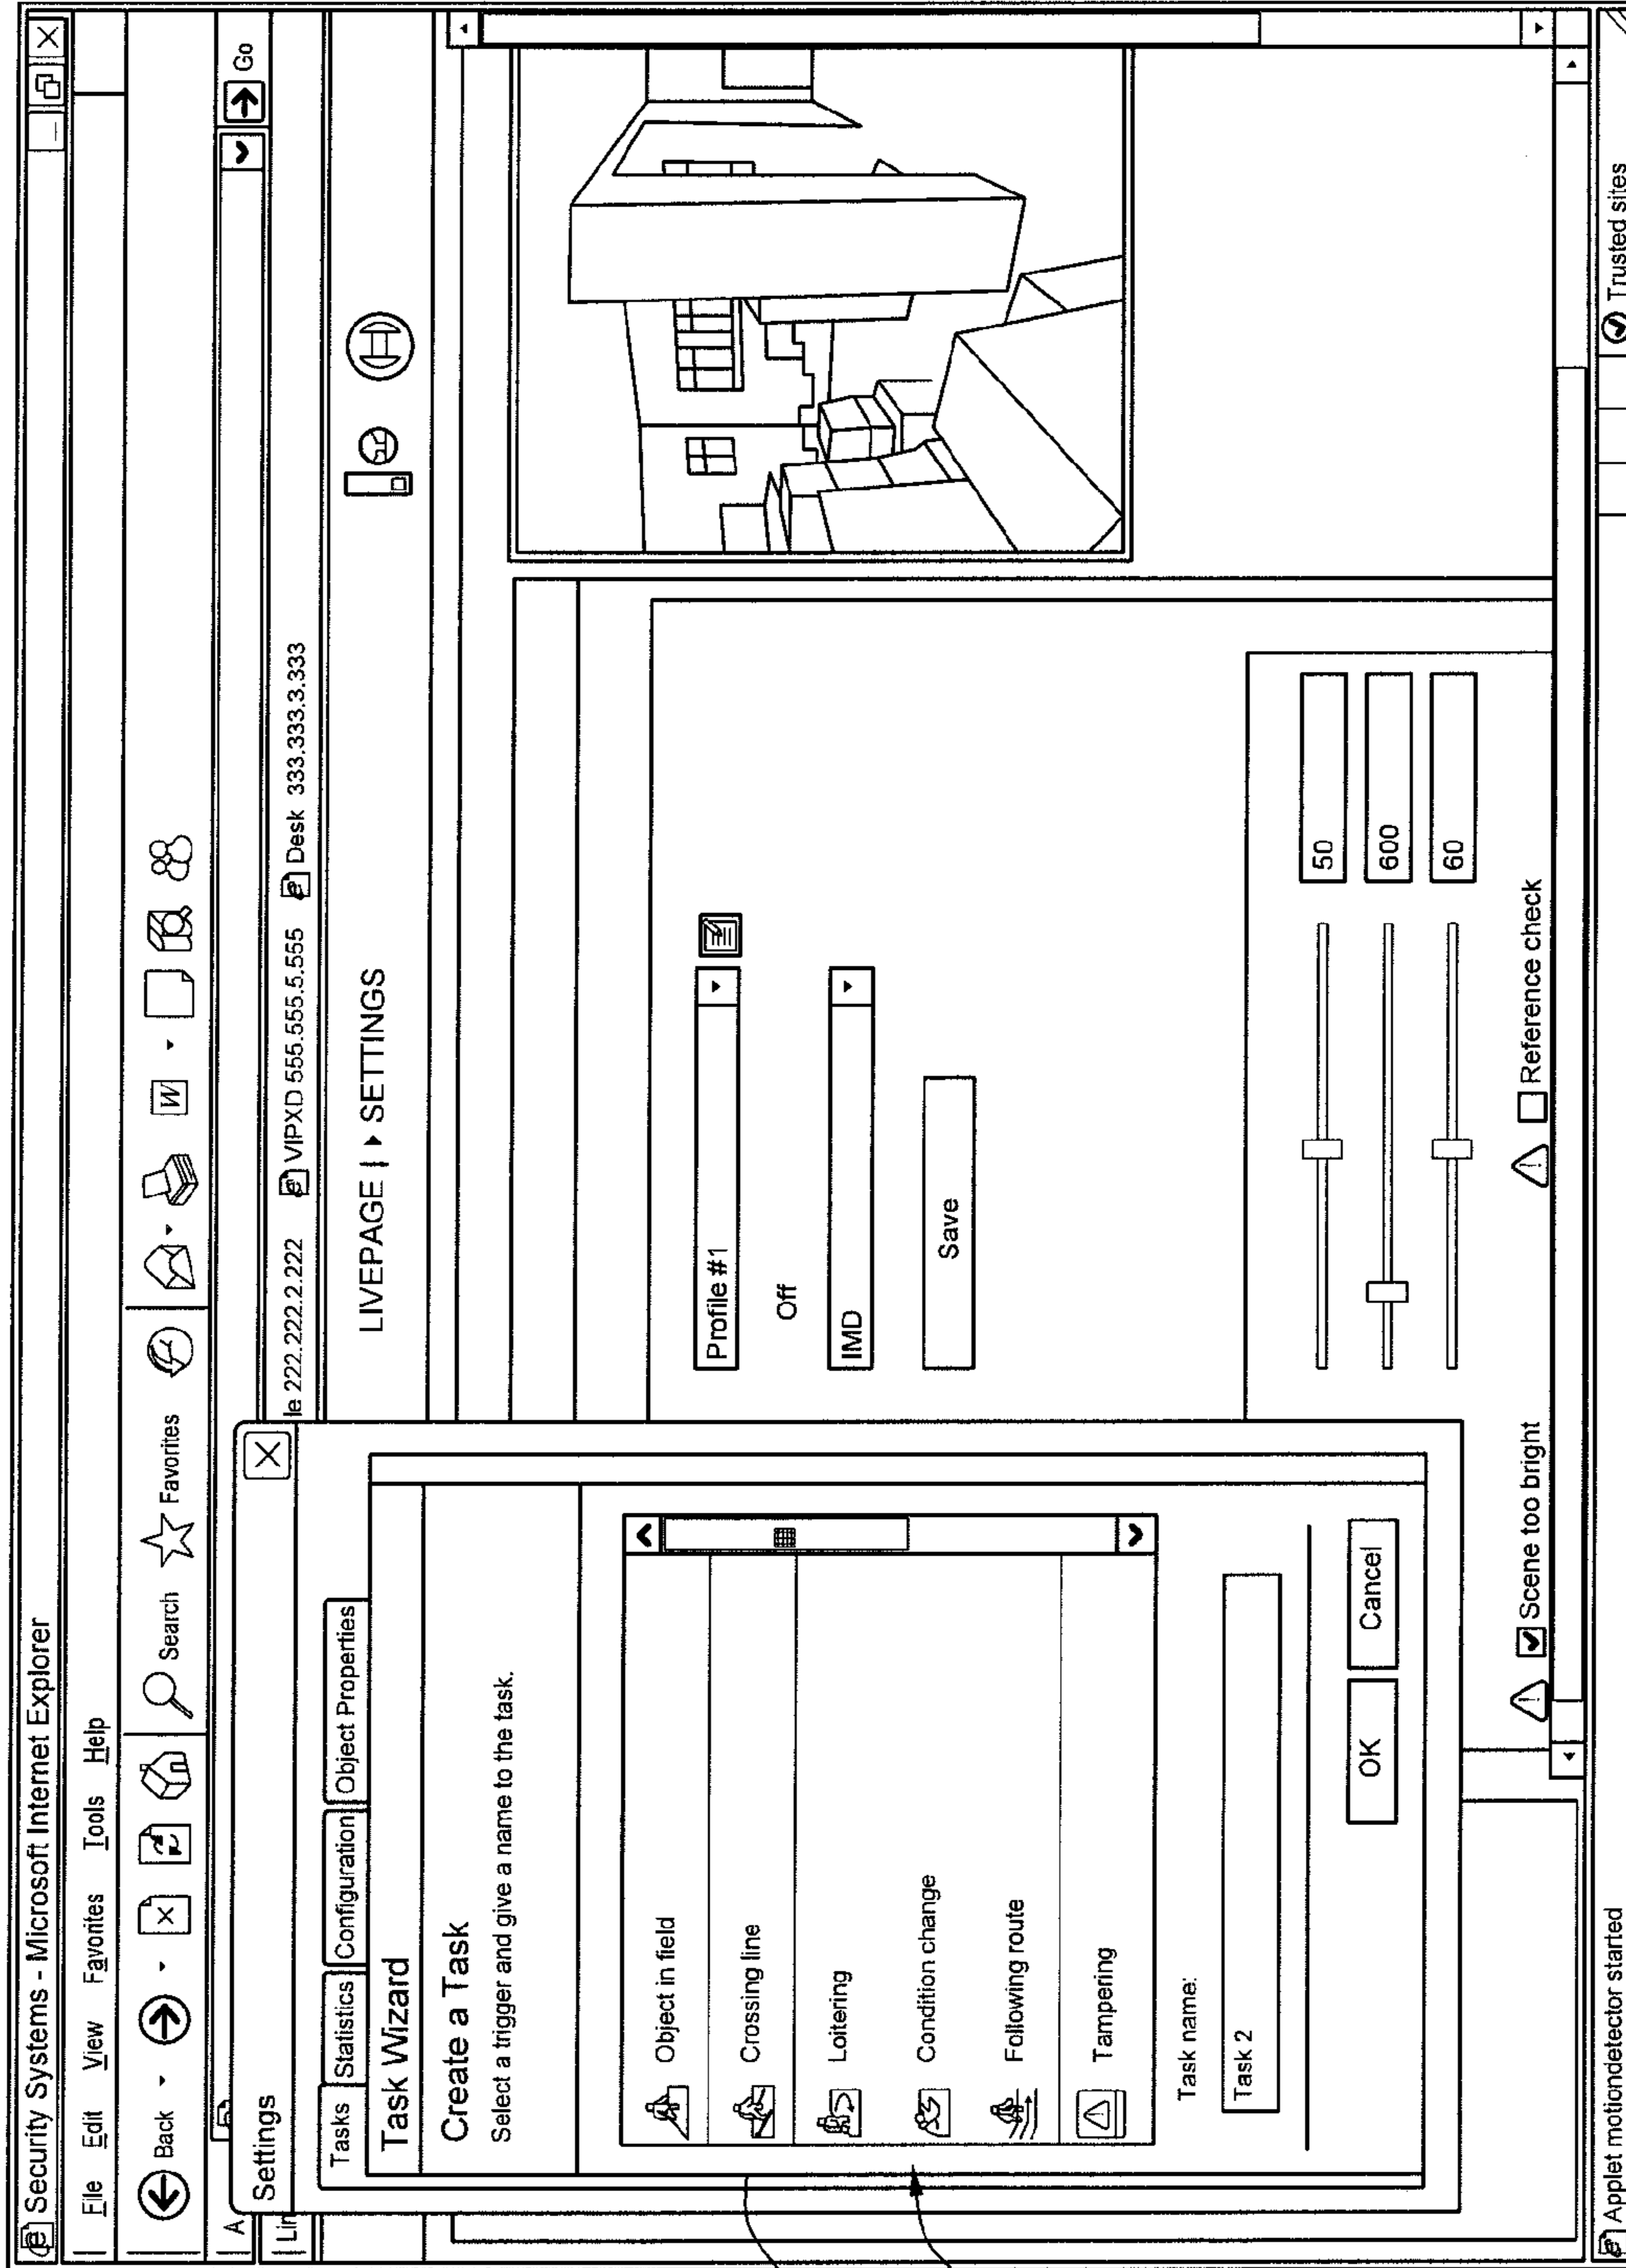 Security Systems - Microsoft Internet Explorer
File Edit View Favorites Tools Help
Back Search Favorites W
A Go
le 222.222.2.222 VIPXD 555.555.5.555 Desk 333.333.3.333
LIVEPAGE | SETTINGS
Settings
Tasks Statistics Configuration Object Properties
Task Wizard
Create a Task
Select a trigger and give a name to the task.
Object in field
Crossing line
Loitering
Condition change
Following route
Tampering
Task name:
Task 2
OK Cancel
Profile #1
Off
IMD
Save
50
600
60
Scene too bright Reference check
Applet motiondetector started Trusted sites